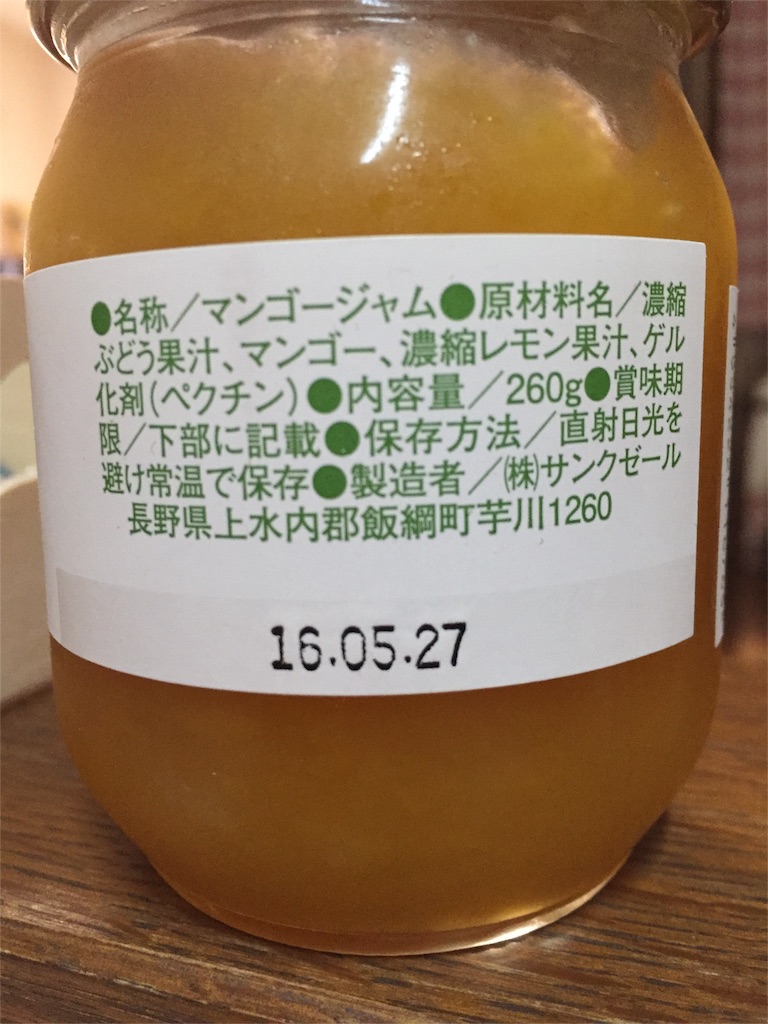 ●名称／マンゴージャム●原材料名／濃縮
ぶどう果汁、マンゴー、濃縮レモン果汁、ゲル
化剤(ペクチン)●内容量／260g●賞味期
限／下部に記載●保存方法／直射日光を
避け常温で保存●製造者／㈱サンクゼール
長野県上水内郡飯綱町芋川1260
16.05.27